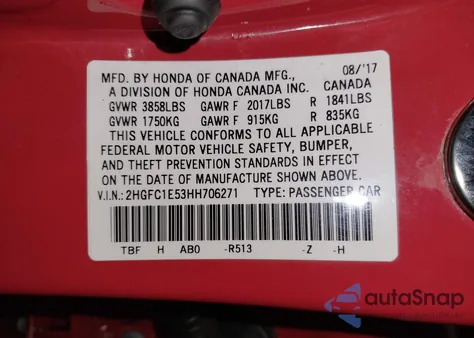 MFD. BY HONDA OF CANADA MFG., 08/'17
A DIVISION OF HONDA CANADA INC. CANADA
GVWR 3858LBS GAWR F 2017LBS R 1841LBS
GVWR 1750KG GAWR F 915KG R 835KG
THIS VEHICLE CONFORMS TO ALL APPLICABLE
FEDERAL MOTOR VEHICLE SAFETY, BUMPER,
AND THEFT PREVENTION STANDARDS IN EFFECT
ON THE DATE OF MANUFACTURE SHOWN ABOVE.
V.I.N.: 2HGFC1E53HH706271 TYPE: PASSENGER CAR
TBF H AB0 -R513 -Z -H
autoSnap